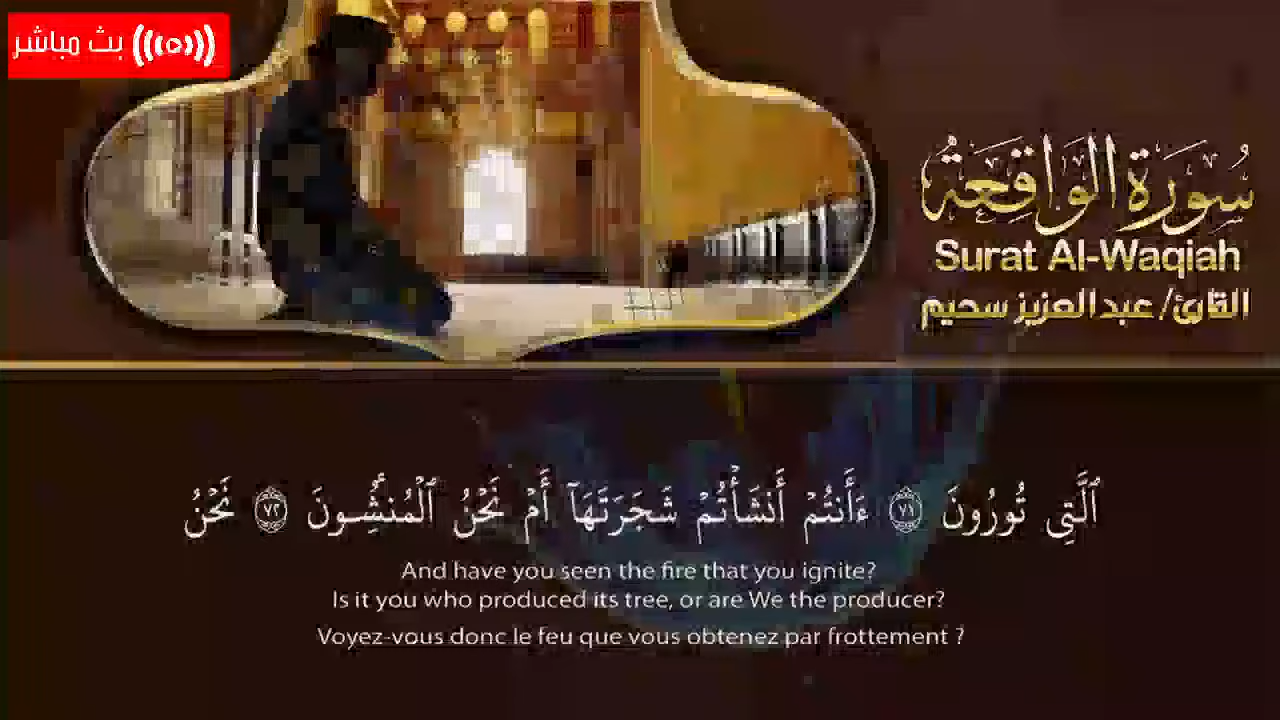 بث مباشر
سُورَةُ الوَاقِعَةُ
Surat Al-Waqiah
القارئ/ عبد العزيز سحيم
ٱلَّتِي تُورُونَ ٧١ ءَأَنتُمْ أَنشَأْتُمْ شَجَرَتَهَآ أَمْ نَحْنُ ٱلْمُنشِـُٔونَ ٧٢ نَحْنُ
And have you seen the fire that you ignite?
Is it you who produced its tree, or are We the producer?
Voyez-vous donc le feu que vous obtenez par frottement ?